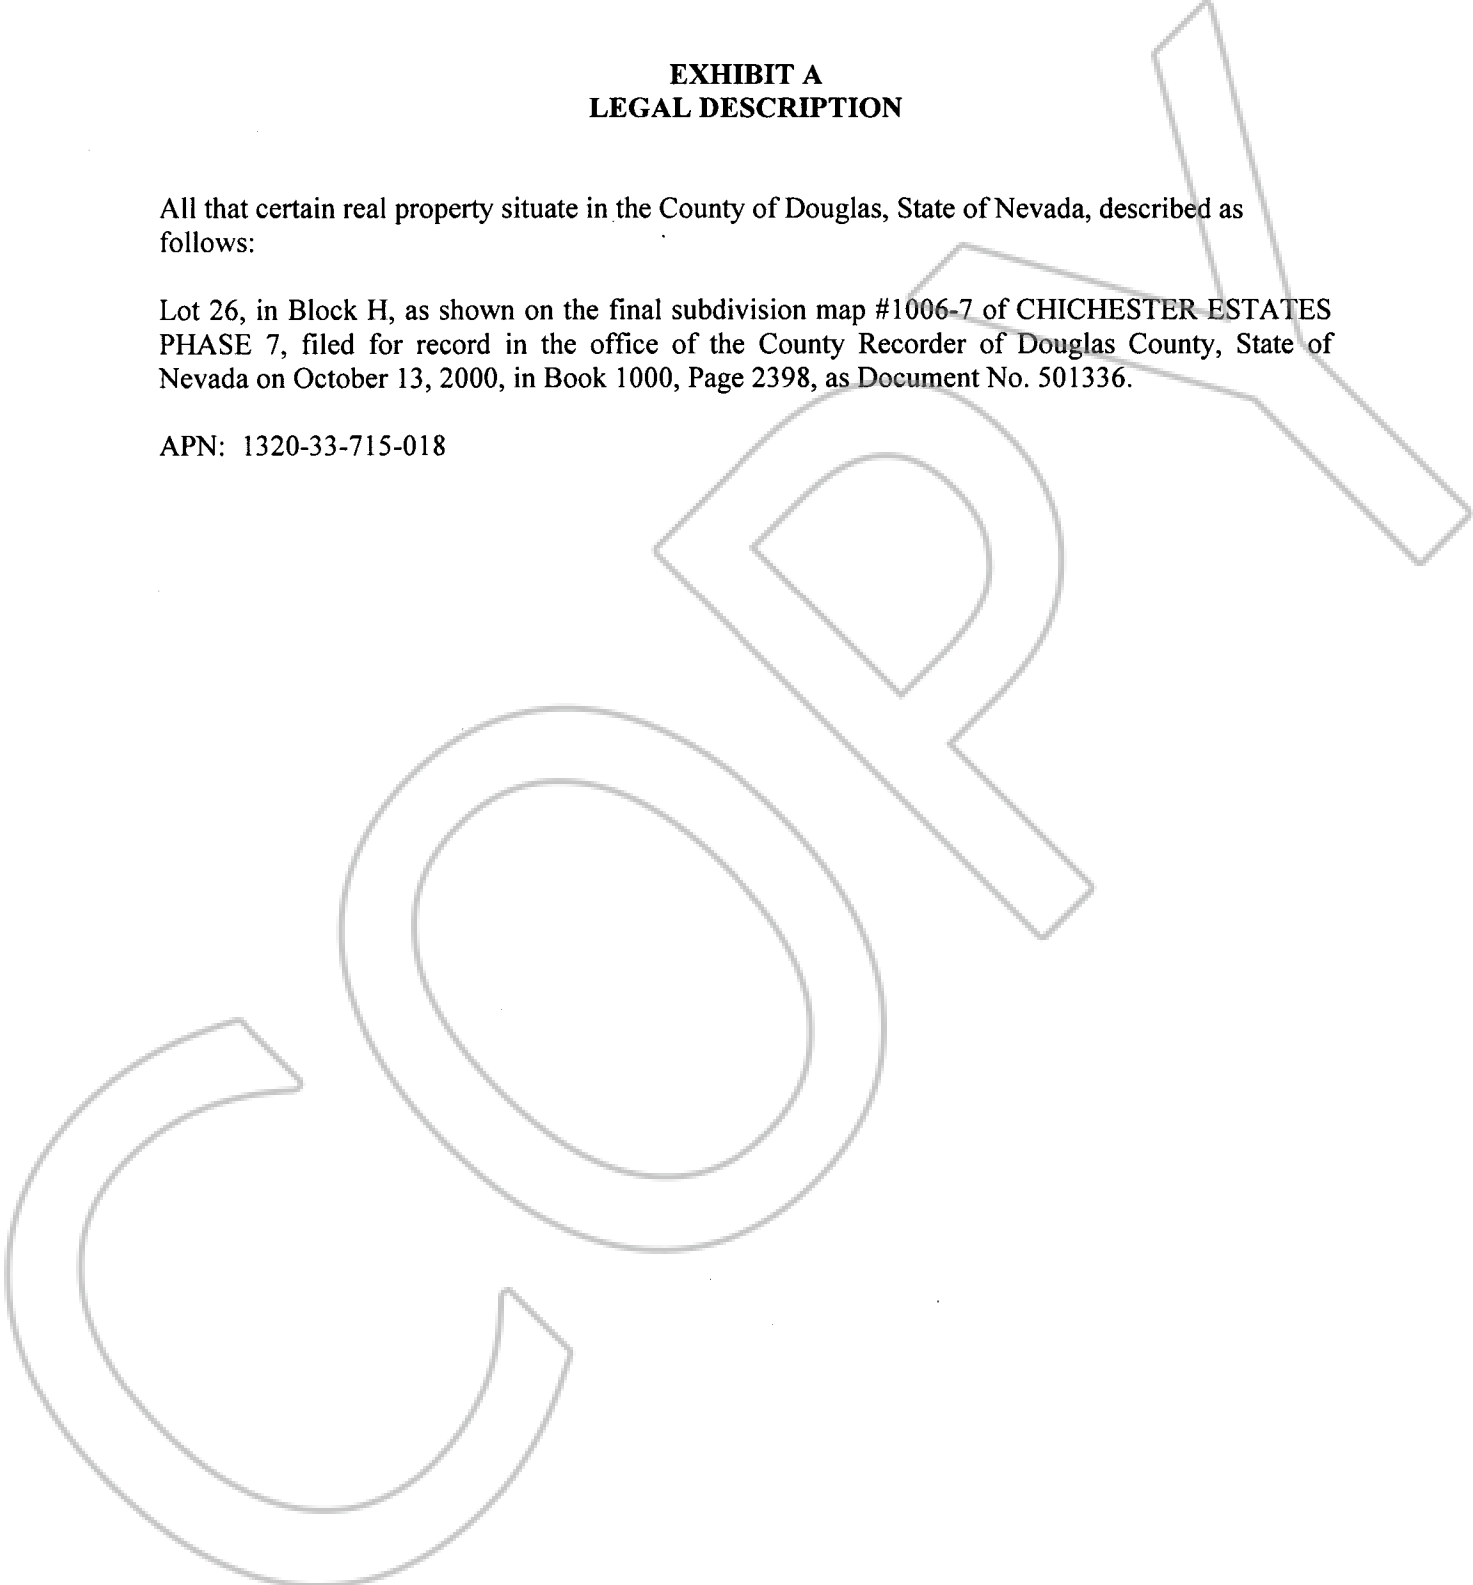 EXHIBIT A
LEGAL DESCRIPTION
All that certain real property situate in the County of Douglas, State of Nevada, described as
follows:
Lot 26, in Block H, as shown on the final subdivision map #1006-7 of CHICHESTER ESTATES
PHASE 7, filed for record in the office of the County Recorder of Douglas County, State of
Nevada on October 13, 2000, in Book 1000, Page 2398, as Document No. 501336.
APN: 1320-33-715-018
COPY